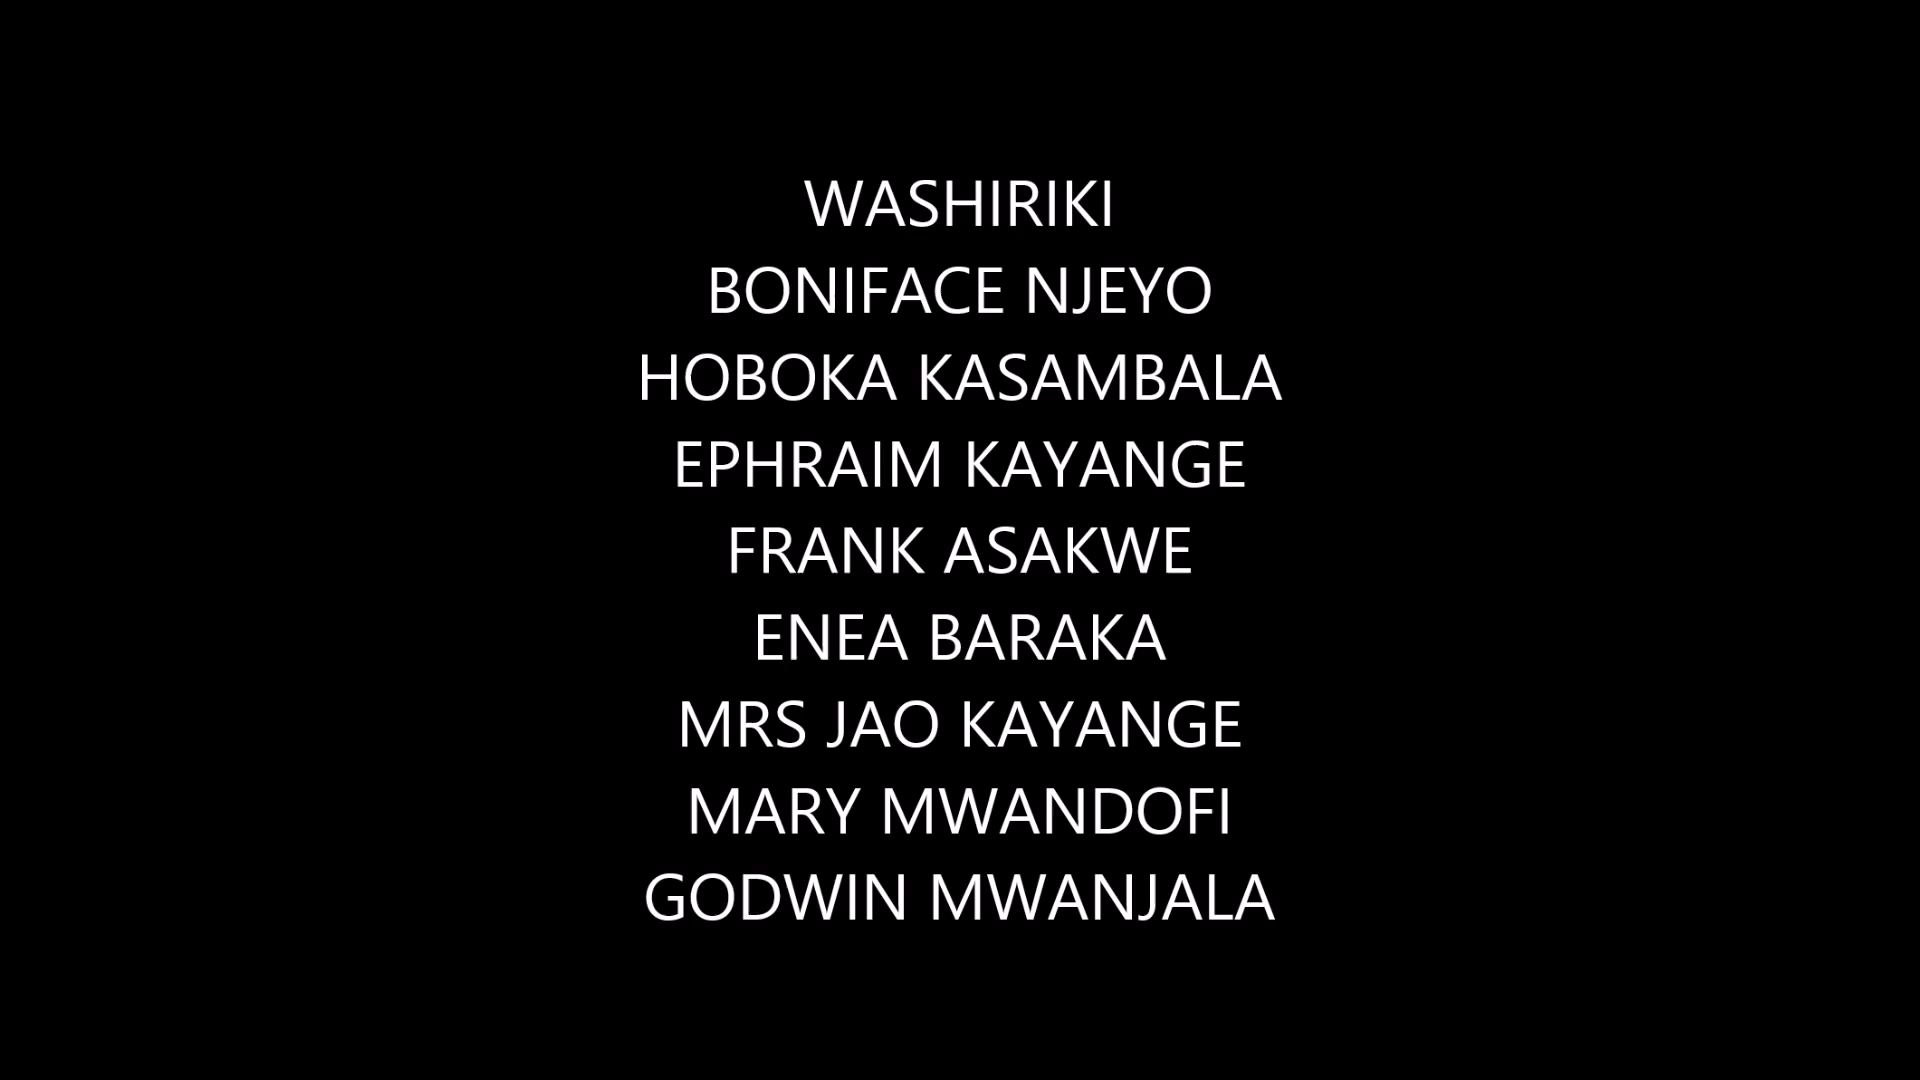 WASHIRIKI
BONIFACE NJEYO
HOBOKA KASAMBALA
EPHRAIM KAYANGE
FRANK ASAKWE
ENEA BARAKA
MRS JAO KAYANGE
MARY MWANDOFI
GODWIN MWANJALA